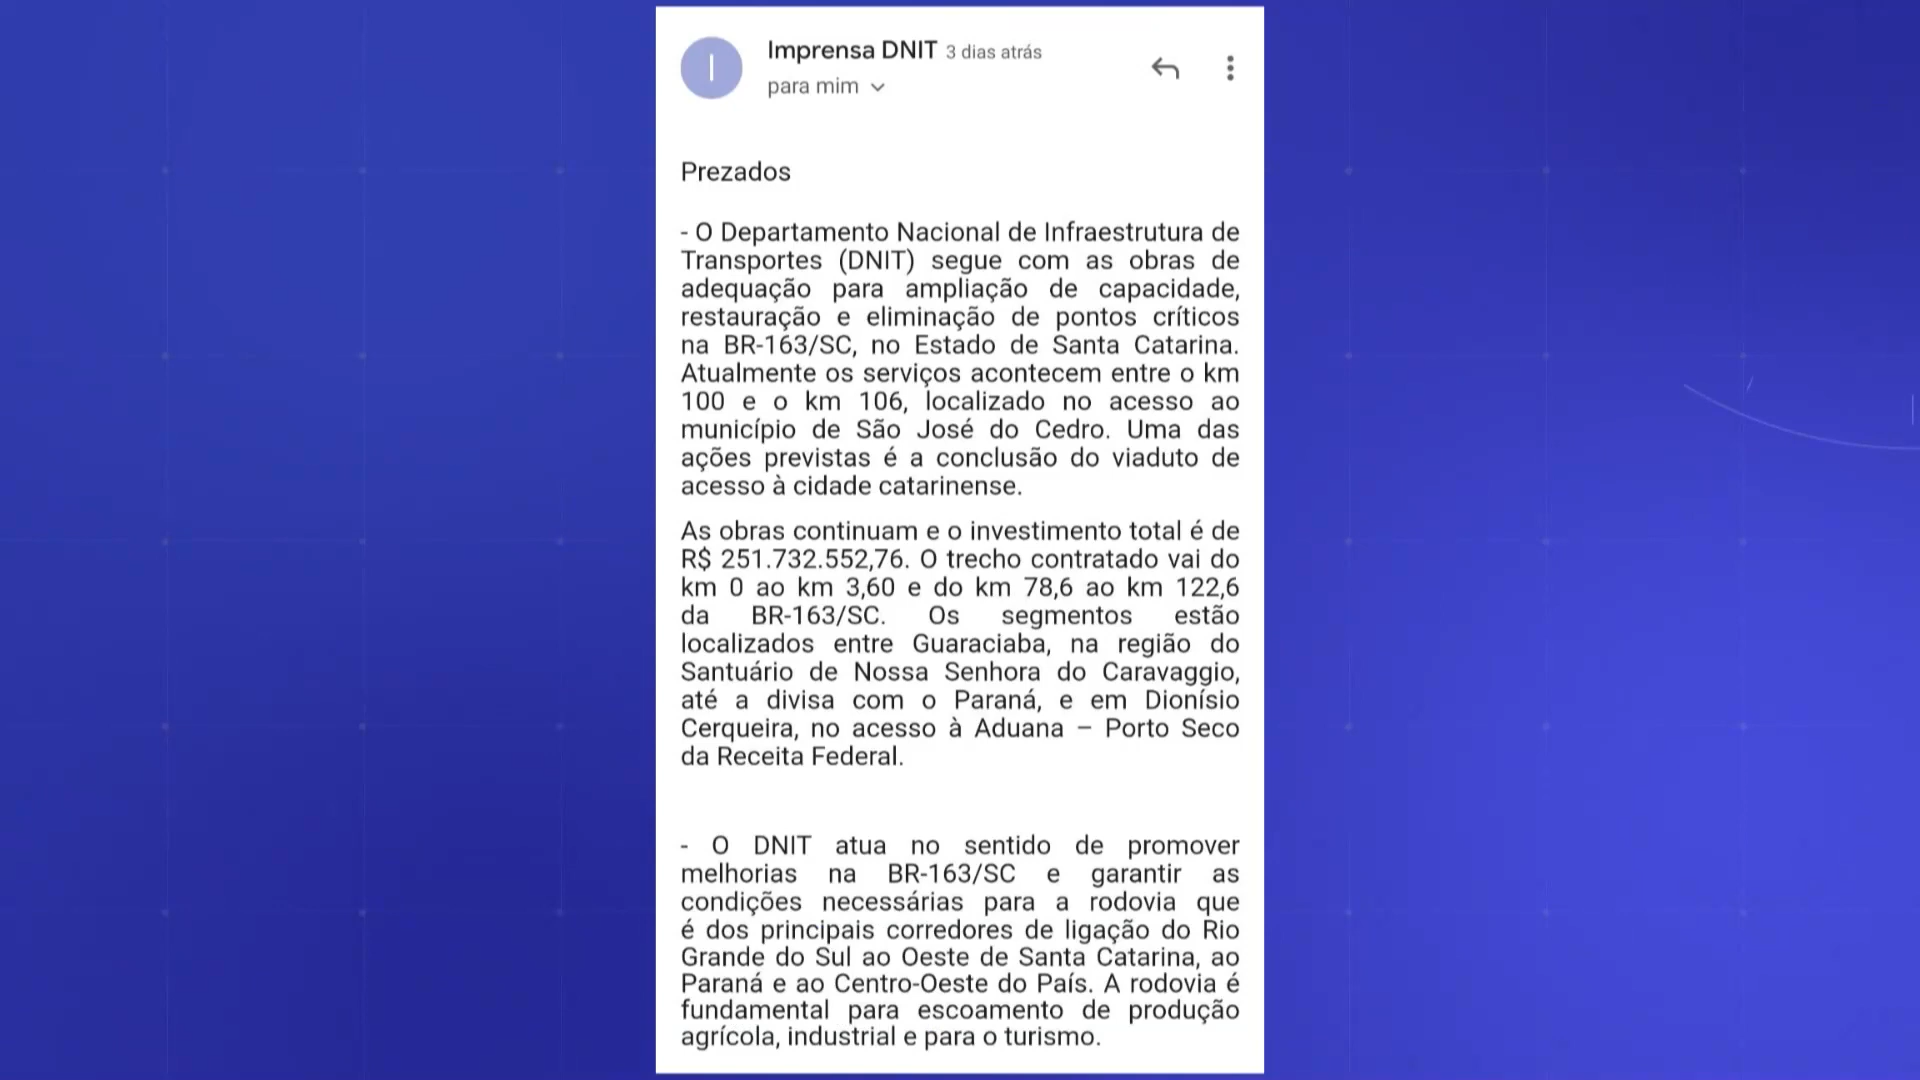 Imprensa DNIT 3 dias atrás
para mim
Prezados
- O Departamento Nacional de Infraestrutura de
Transportes (DNIT) segue com as obras de
adequação para ampliação de capacidade,
restauração e eliminação de pontos críticos
na BR-163/SC, no Estado de Santa Catarina.
Atualmente os serviços acontecem entre o km
100 e o km 106, localizado no acesso ao
município de São José do Cedro. Uma das
ações previstas é a conclusão do viaduto de
acesso à cidade catarinense.
As obras continuam e o investimento total é de
R$ 251.732.552,76. O trecho contratado vai do
km 0 ao km 3,60 e do km 78,6 ao km 122,6
da BR-163/SC. Os segmentos estão
localizados entre Guaraciaba, na região do
Santuário de Nossa Senhora do Caravaggio,
até a divisa com o Paraná, e em Dionísio
Cerqueira, no acesso à Aduana – Porto Seco
da Receita Federal.
- O DNIT atua no sentido de promover
melhorias na BR-163/SC e garantir as
condições necessárias para a rodovia que
é dos principais corredores de ligação do Rio
Grande do Sul ao Oeste de Santa Catarina, ao
Paraná e ao Centro-Oeste do País. A rodovia é
fundamental para escoamento de produção
agrícola, industrial e para o turismo.